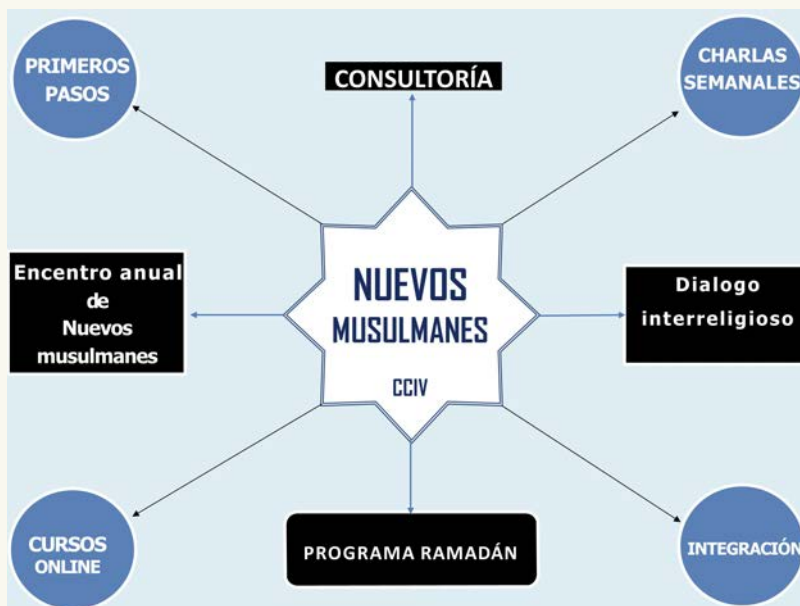 PRIMEROS
PASOS
CONSULTORÍA
CHARLAS
SEMANALES
Encentro anual
de
Nuevos
musulmanes
NUEVOS
MUSULMANES
CCIV
Dialogo
interreligioso
CURSOS
ONLINE
PROGRAMA RAMADÁN
INTEGRACIÓN